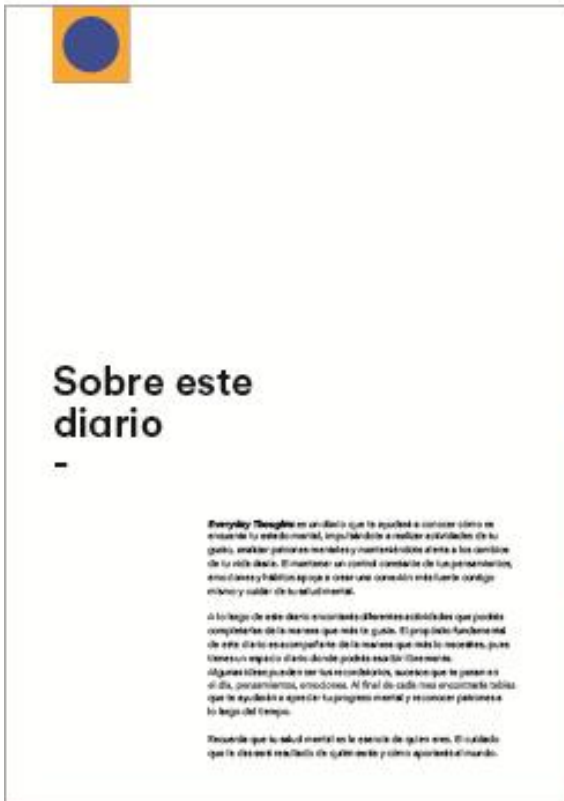 Sobre este
diario
-
Everyday Thoughts es un diario que te ayudará a conocer cómo se
encuentra tu estado mental, impulsándote a realizar actividades de tu
gusto, analizar patrones mentales y manteniéndote alerta a los cambios
de tu vida diaria. El mantener un control constante de tus pensamientos,
emociones y hábitos apoya a crear una conexión más fuerte contigo
mismo y cuidar de tu salud mental.
A lo largo de este diario encontrarás diferentes actividades que podrás
completarlas de la manera que más te guste. El propósito fundamental
de este diario es acompañarte de la manera que más lo necesites, pues
tienes un espacio diario donde podrás escribir libremente.
Algunas ideas pueden ser tus recordatorios, sucesos que te pasan en
el día, pensamientos, emociones. Al final de cada mes encontrarás tablas
que te ayudarán a apreciar tu progreso mental y reconocer patrones a
lo largo del tiempo.
Recuerda que tu salud mental es la esencia de quien eres. El cuidado
que le des será resultado de quién serás y cómo aportarás al mundo.